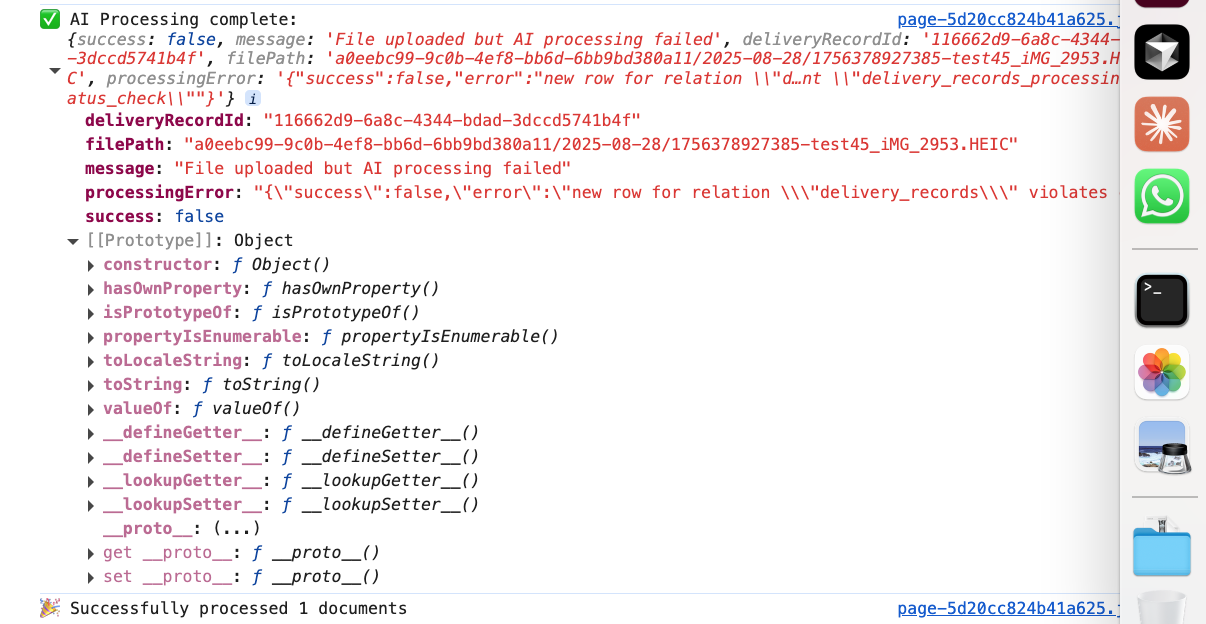 ✅ AI Processing complete: page-5d20cc824b41a625.j
{success: false, message: 'File uploaded but AI processing failed', deliveryRecordId: '116662d9-6a8c-4344-
-3dccd5741b4f', filePath: 'a0eebc99-9c0b-4ef8-bb6d-6bb9bd380a11/2025-08-28/1756378927385-test45_iMG_2953.H
C', processingError: '{"success":false,"error":"new row for relation \\"d…nt \\"delivery_records_processin
atus_check\\""}'} i
deliveryRecordId: "116662d9-6a8c-4344-bdad-3dccd5741b4f"
filePath: "a0eebc99-9c0b-4ef8-bb6d-6bb9bd380a11/2025-08-28/1756378927385-test45_iMG_2953.HEIC"
message: "File uploaded but AI processing failed"
processingError: "{\"success\":false,\"error\":\"new row for relation \\\"delivery_records\\\" violates
success: false
[[Prototype]]: Object
constructor: ƒ Object()
hasOwnProperty: ƒ hasOwnProperty()
isPrototypeOf: ƒ isPrototypeOf()
propertyIsEnumerable: ƒ propertyIsEnumerable()
toLocaleString: ƒ toLocaleString()
toString: ƒ toString()
valueOf: ƒ valueOf()
__defineGetter__: ƒ __defineGetter__()
__defineSetter__: ƒ __defineSetter__()
__lookupGetter__: ƒ __lookupGetter__()
__lookupSetter__: ƒ __lookupSetter__()
__proto__: (...)
get __proto__: ƒ __proto__()
set __proto__: ƒ __proto__()
🎉 Successfully processed 1 documents page-5d20cc824b41a625.j